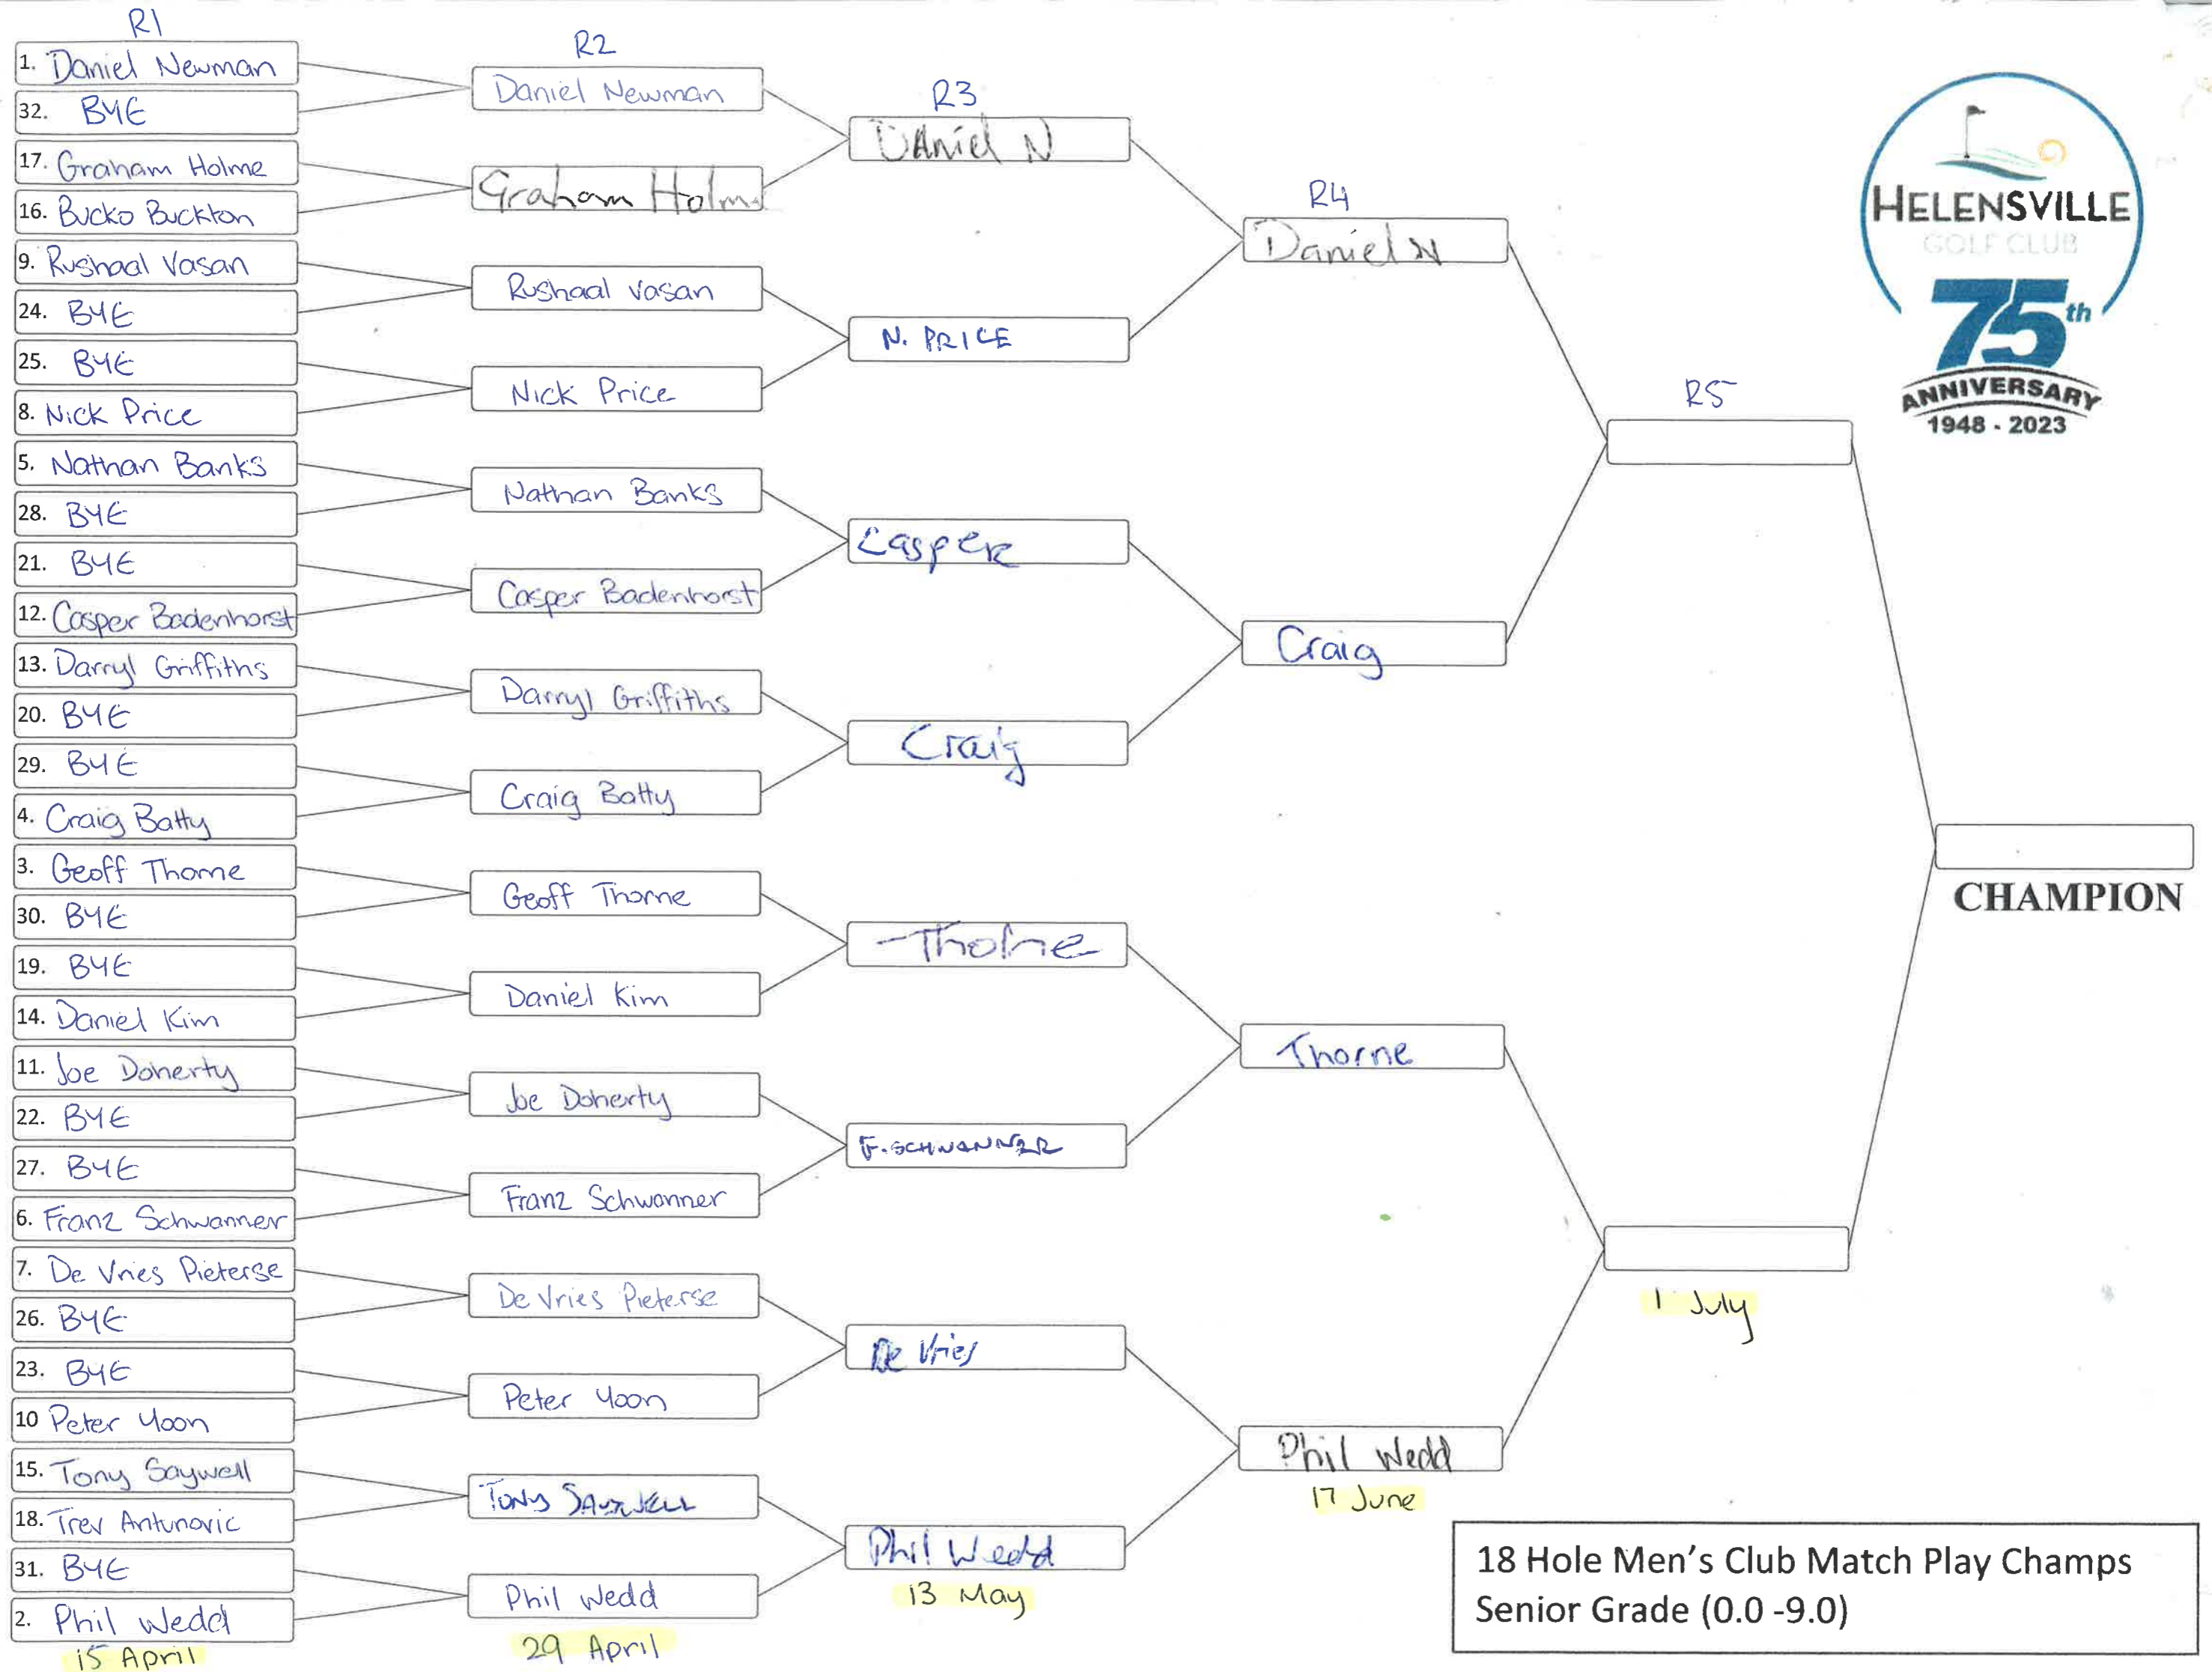 R1
1. Daniel Newman
32. BYE
17. Graham Holme
16. Bucko Buckton
9. Rushaal Vasan
24. BYE
25. BYE
8. Nick Price
5. Nathan Banks
28. BYE
21. BYE
12. Casper Badenhorst
13. Darryl Griffiths
20. BYE
29. BYE
4. Craig Batty
3. Geoff Thorne
30. BYE
19. BYE
14. Daniel Kim
11. Joe Doherty
22. BYE
27. BYE
6. Franz Schwanner
7. De Vries Pieterse
26. BYE
23. BYE
10 Peter Yoon
15. Tony Saywell
18. Trev Antunovic
31. BYE
2. Phil Wedd
15 April
R2
Daniel Newman
Graham Holm
Rushaal Vasan
Nick Price
Nathan Banks
Casper Badenhorst
Darryl Griffiths
Craig Batty
Geoff Thorne
Daniel Kim
Joe Doherty
Franz Schwanner
De Vries Pieterse
Peter Yoon
Tony Saywell
Phil Wedd
29 April
R3
Daniel N
N. PRICE
Casper
Craig
Thorne
F. SCHWANNER
De Vries
Phil Wedd
13 May
R4
Daniel N
Craig
Thorne
Phil Wedd
17 June
R5
1 July
CHAMPION
HELENSVILLE
GOLF CLUB
75th
ANNIVERSARY
1948 - 2023
18 Hole Men's Club Match Play Champs
Senior Grade (0.0 -9.0)